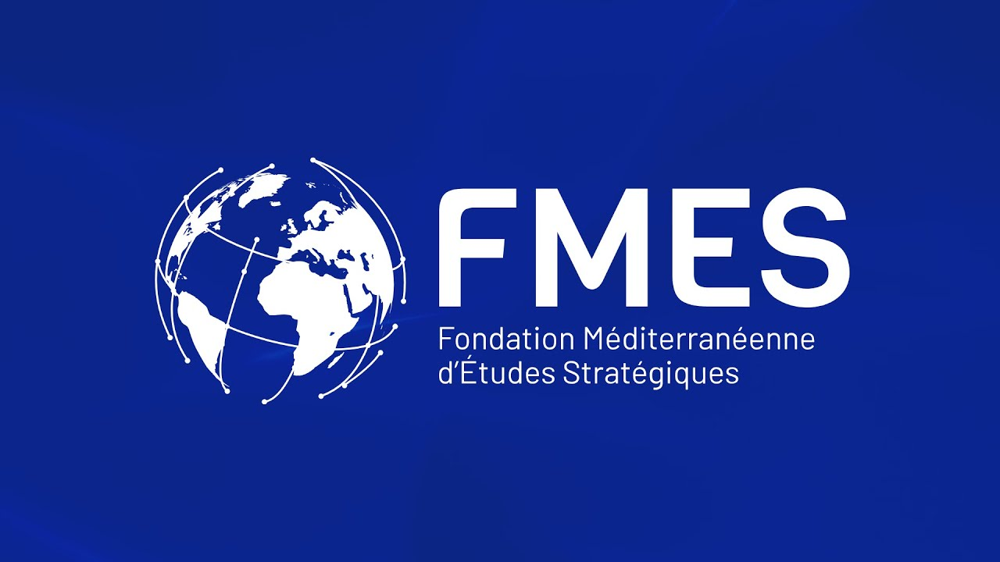 FMES
Fondation Méditerranéenne
d’Études Stratégiques